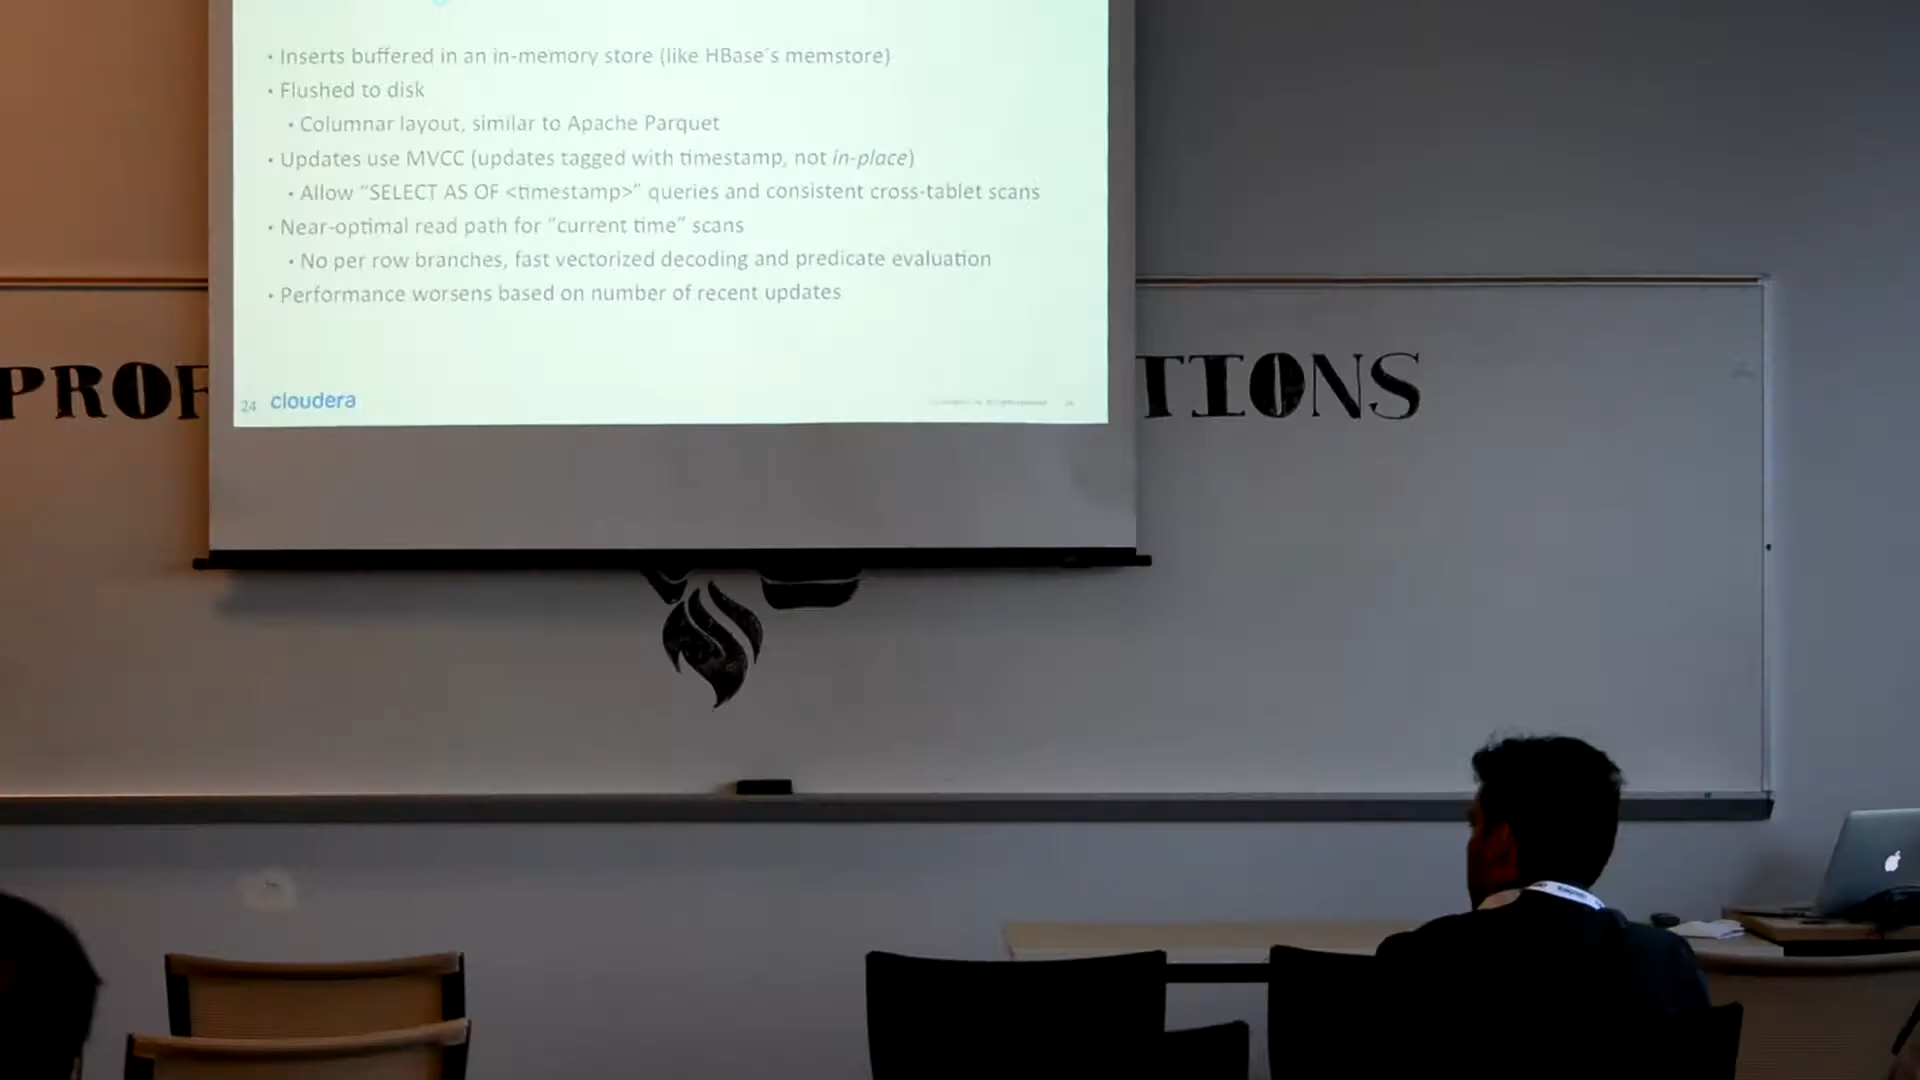 • Inserts buffered in an in-memory store (like HBase's memstore)
• Flushed to disk
• Columnar layout, similar to Apache Parquet
• Updates use MVCC (updates tagged with timestamp, not in-place)
• Allow “SELECT AS OF <timestamp>” queries and consistent cross-tablet scans
• Near-optimal read path for “current time” scans
• No per row branches, fast vectorized decoding and predicate evaluation
• Performance worsens based on number of recent updates
24 cloudera
PROF
TIONS